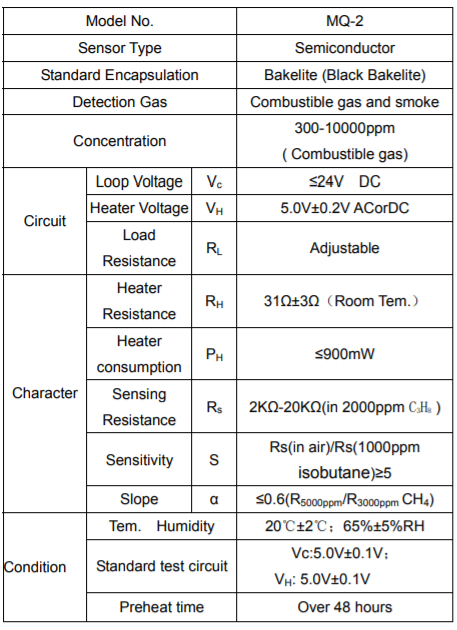 Model No. MQ-2
Sensor Type Semiconductor
Standard Encapsulation Bakelite (Black Bakelite)
Detection Gas Combustible gas and smoke
Concentration 300-10000ppm
( Combustible gas)
Circuit
Loop Voltage Vc ≤24V DC
Heater Voltage VH 5.0V±0.2V ACorDC
Load
Resistance RL Adjustable
Character
Heater
Resistance RH 31Ω±3Ω（Room Tem.）
Heater
consumption PH ≤900mW
Sensing
Resistance Rs 2KΩ-20KΩ(in 2000ppm C3H8 )
Sensitivity S Rs(in air)/Rs(1000ppm
isobutane)≥5
Slope α ≤0.6(R5000ppm/R3000ppm CH4)
Condition
Tem. Humidity 20℃±2℃；65%±5%RH
Standard test circuit Vc:5.0V±0.1V；
VH: 5.0V±0.1V
Preheat time Over 48 hours